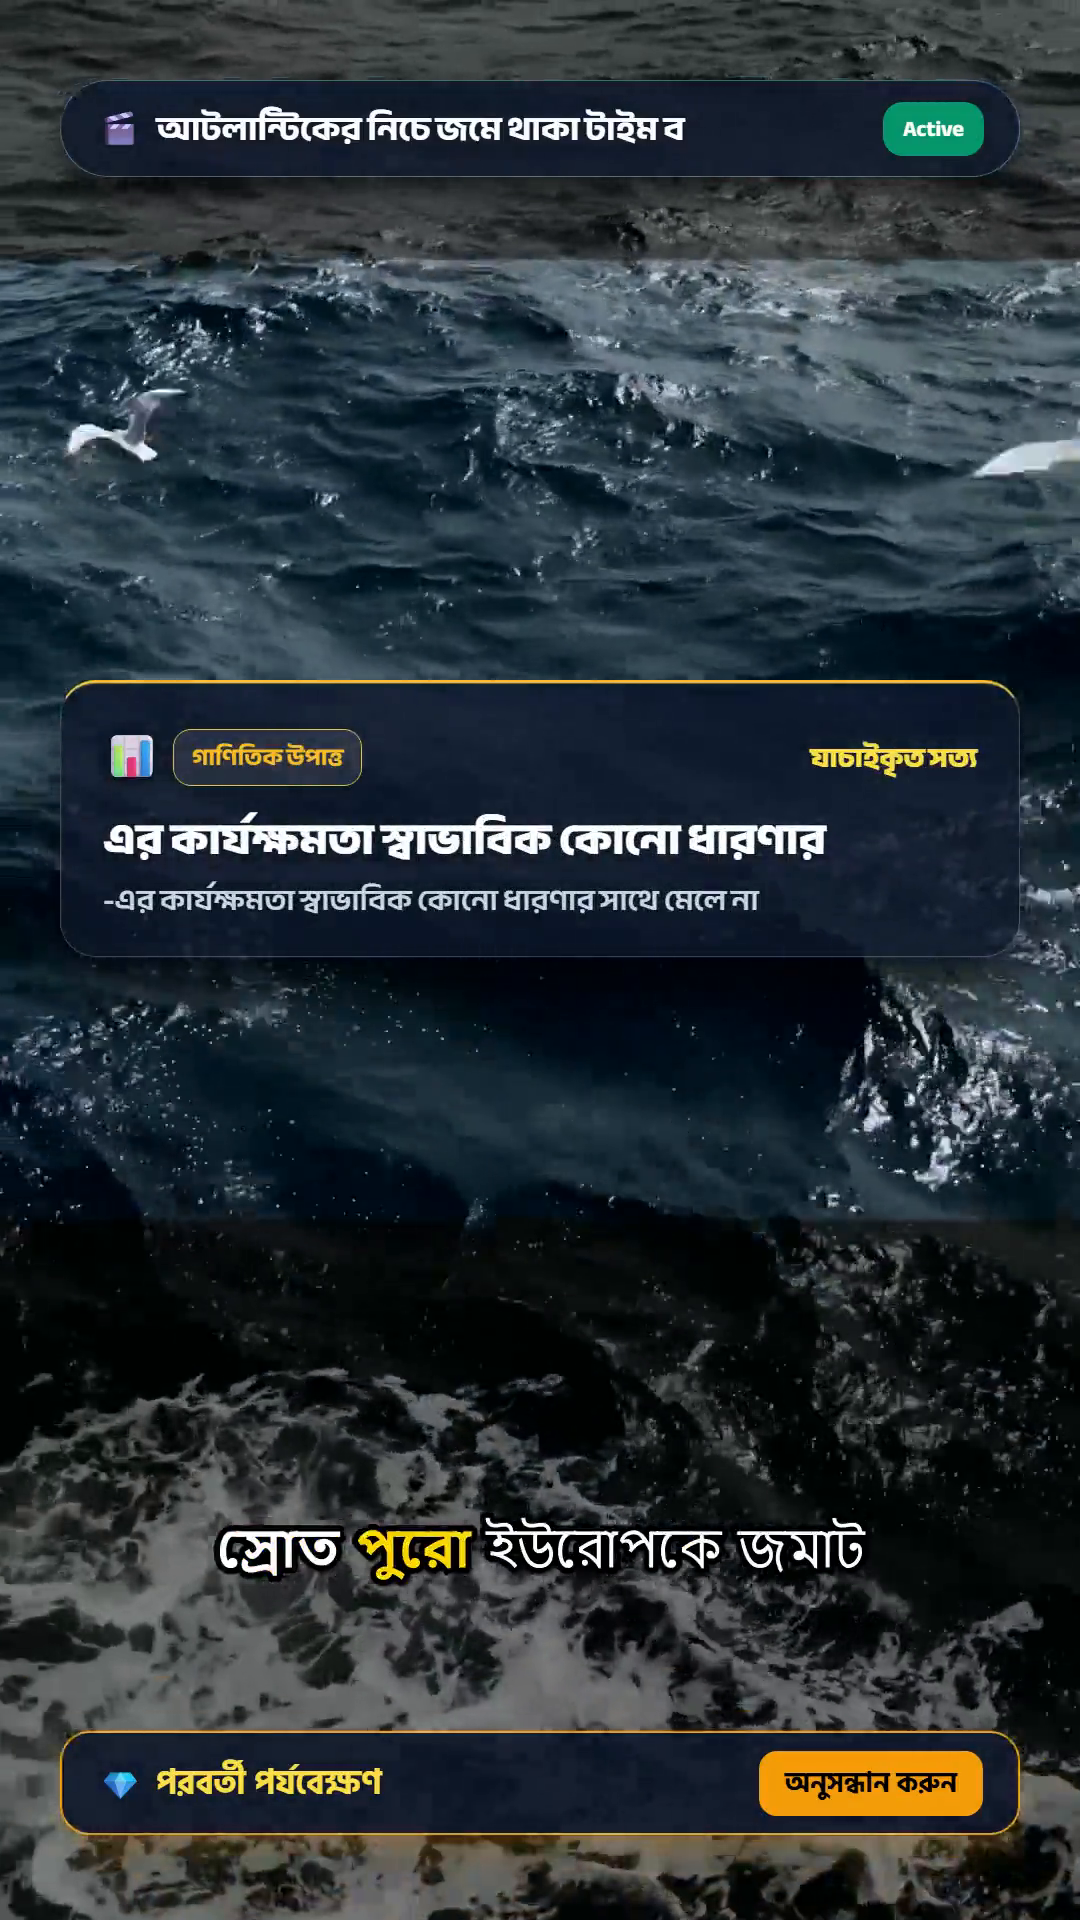 আটলান্টিকের নিচে জমে থাকা টাইম ব
Active
গাণিতিক উপাত্ত
যাচাইকৃত সত্য
এর কার্যক্ষমতা স্বাভাবিক কোনো ধারণার
-এর কার্যক্ষমতা স্বাভাবিক কোনো ধারণার সাথে মেলে না
স্রোত পুরো ইউরোপকে জমাট
পরবর্তী পর্যবেক্ষণ
অনুসন্ধান করুন